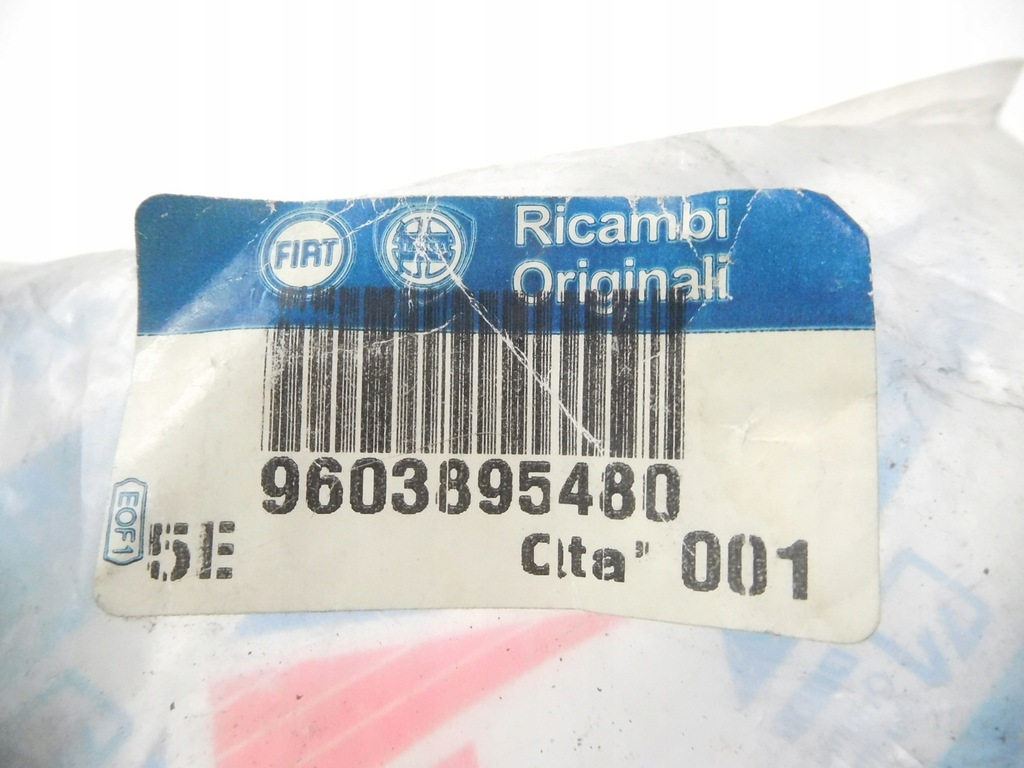 FIAT
Ricambi
Originali
9603895480
EOF1
5E
Qta' 001